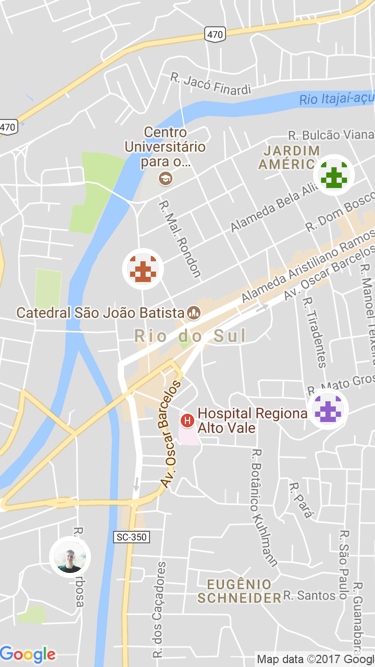 470
R. Jacó Finardi
Rio Itajaí-açu
470
Centro
Universitário
para o...
R. Bulcão Viana
JARDIM
AMÉRIC
Alameda Bela Ali
R. Dom Bosco
R. Mal. Rondon
Alameda Aristiliano Ramos
Av. Oscar Barcelos
R. Manoel Teixeira
Catedral São João Batista
Rio do Sul
R. Tiradentes
R. Mato Gros
Av. Oscar Barcelos
H
Hospital Regiona
Alto Vale
R. Botânico Kuhlmann
R. Pará
SC-350
R. São Paulo
R. dos Caçadores
R.
rbosa
EUGÊNIO
SCHNEIDER
R. Santos
R. Guanabar
Google
Map data ©2017 Googl